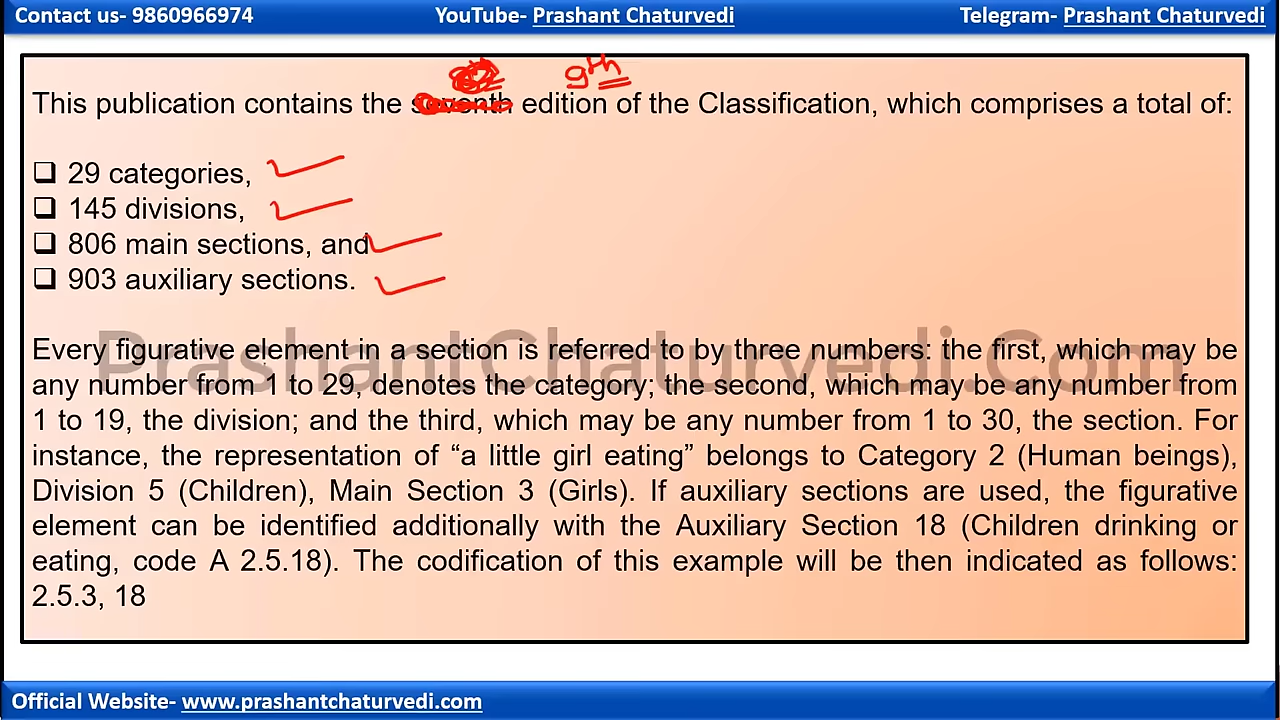 Contact us- 9860966974 YouTube- Prashant Chaturvedi Telegram- Prashant Chaturvedi
9th
This publication contains the seventh edition of the Classification, which comprises a total of:
29 categories,
145 divisions,
806 main sections, and
903 auxiliary sections.
PrashantChaturvedi.Com
Every figurative element in a section is referred to by three numbers: the first, which may be
any number from 1 to 29, denotes the category; the second, which may be any number from
1 to 19, the division; and the third, which may be any number from 1 to 30, the section. For
instance, the representation of “a little girl eating” belongs to Category 2 (Human beings),
Division 5 (Children), Main Section 3 (Girls). If auxiliary sections are used, the figurative
element can be identified additionally with the Auxiliary Section 18 (Children drinking or
eating, code A 2.5.18). The codification of this example will be then indicated as follows:
2.5.3, 18
Official Website- www.prashantchaturvedi.com